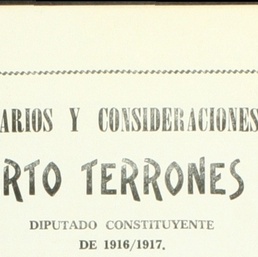 ARIOS Y CONSIDERACIONES
RTO TERRONES
DIPUTADO CONSTITUYENTE
DE 1916/1917.